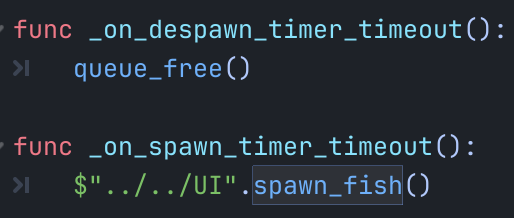 func _on_despawn_timer_timeout():
queue_free()
func _on_spawn_timer_timeout():
$"../../UI".spawn_fish()